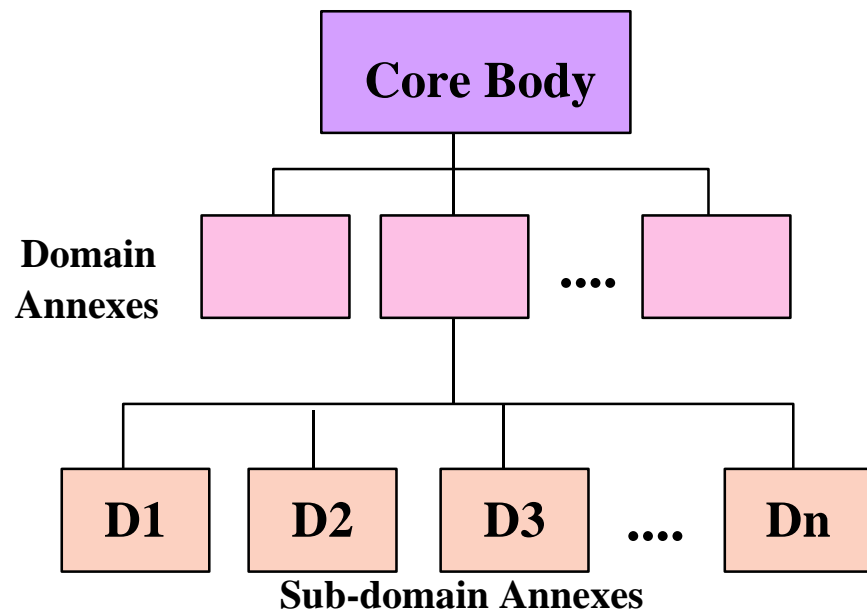 Core Body
Domain
Annexes
....
D1 D2 D3 .... Dn
Sub-domain Annexes